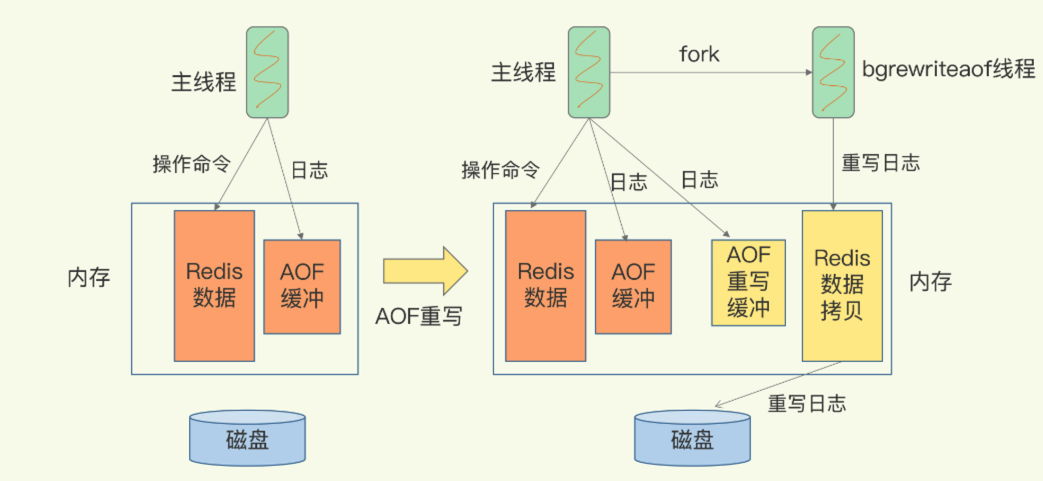 主线程
操作命令
日志
内存
Redis
数据
AOF
缓冲
磁盘
AOF重写
主线程
fork
bgrewriteaof线程
操作命令
日志
日志
重写日志
Redis
数据
AOF
缓冲
AOF
重写
缓冲
Redis
数据
拷贝
内存
重写日志
磁盘